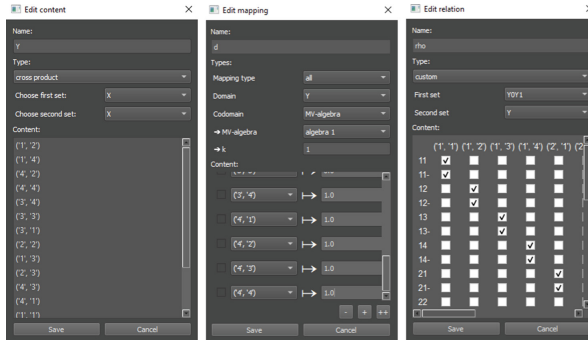 Edit content
Name:
Y
Type:
cross product
Choose first set: X
Choose second set: X
Content:
('1', '2')
('1', '4')
('4', '2')
('4', '4')
('3', '4')
('3', '3')
('3', '1')
('2', '2')
('1', '3')
('2', '3')
('4', '3')
('4', '1')
('1', '1')
Save Cancel
Edit mapping
Name:
d
Types:
Mapping type all
Domain Y
Codomain MV-algebra
➔ MV-algebra algebra 1
➔ k 1
Content:
('3', '4') ↦ 1.0
('4', '1') ↦ 1.0
('4', '2') ↦ 1.0
('4', '3') ↦ 1.0
('4', '4') ↦ 1.0
- + ++
Save Cancel
Edit relation
Name:
rho
Type:
custom
First set Y0Y1
Second set Y
Content:
('1', '1') ('1', '2') ('1', '3') ('1', '4') ('2', '1') ('2
11
11-
12
12-
13
13-
14
14-
21
21-
22
Save Cancel